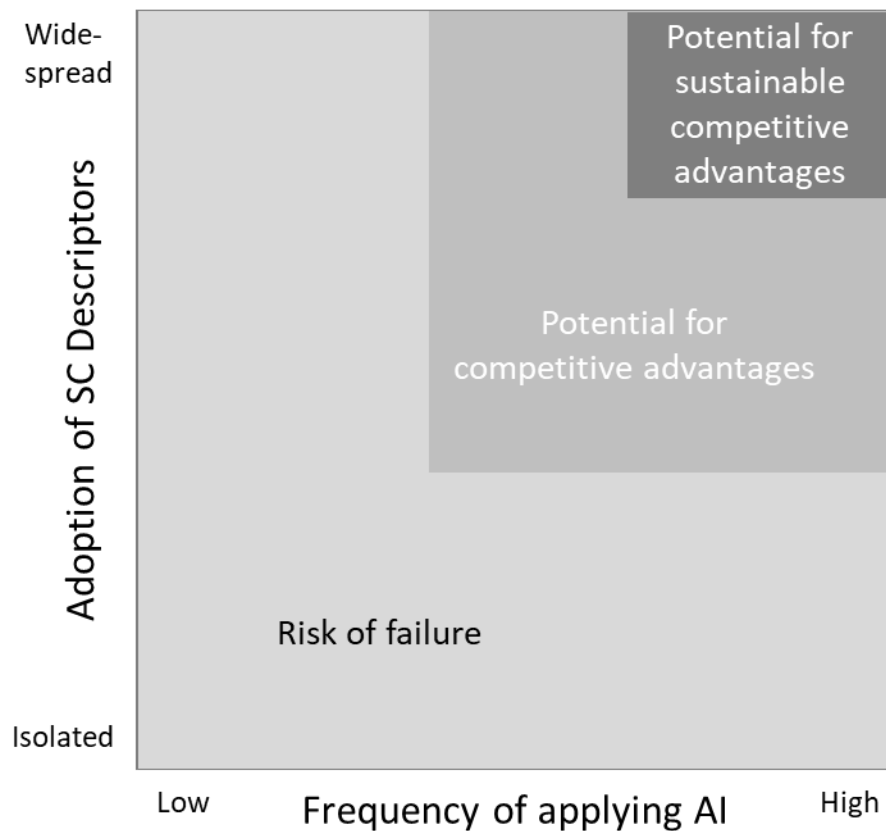 Wide-
spread
Potential for
sustainable
competitive
advantages
Adoption of SC Descriptors
Potential for
competitive advantages
Risk of failure
Isolated
Low
Frequency of applying AI
High